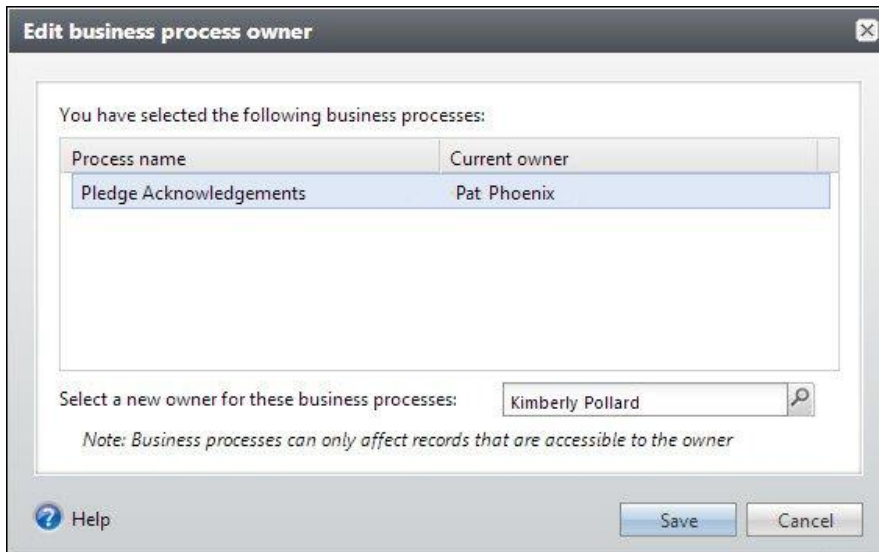 Edit business process owner
You have selected the following business processes:
Process name Current owner
Pledge Acknowledgements Pat Phoenix
Select a new owner for these business processes: Kimberly Pollard
Note: Business processes can only affect records that are accessible to the owner
? Help Save Cancel